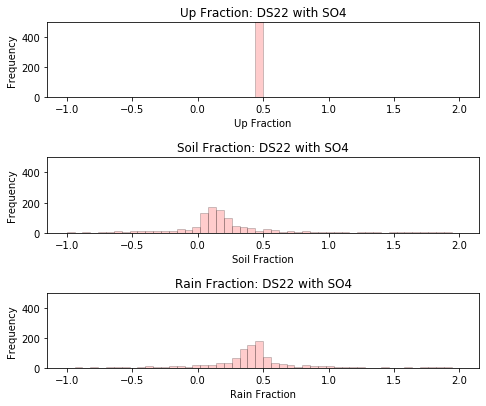 Up Fraction: DS22 with SO4
Frequency
400
200
0
−1.0 −0.5 0.0 0.5 1.0 1.5 2.0
Up Fraction
Soil Fraction: DS22 with SO4
Frequency
400
200
0
−1.0 −0.5 0.0 0.5 1.0 1.5 2.0
Soil Fraction
Rain Fraction: DS22 with SO4
Frequency
400
200
0
−1.0 −0.5 0.0 0.5 1.0 1.5 2.0
Rain Fraction